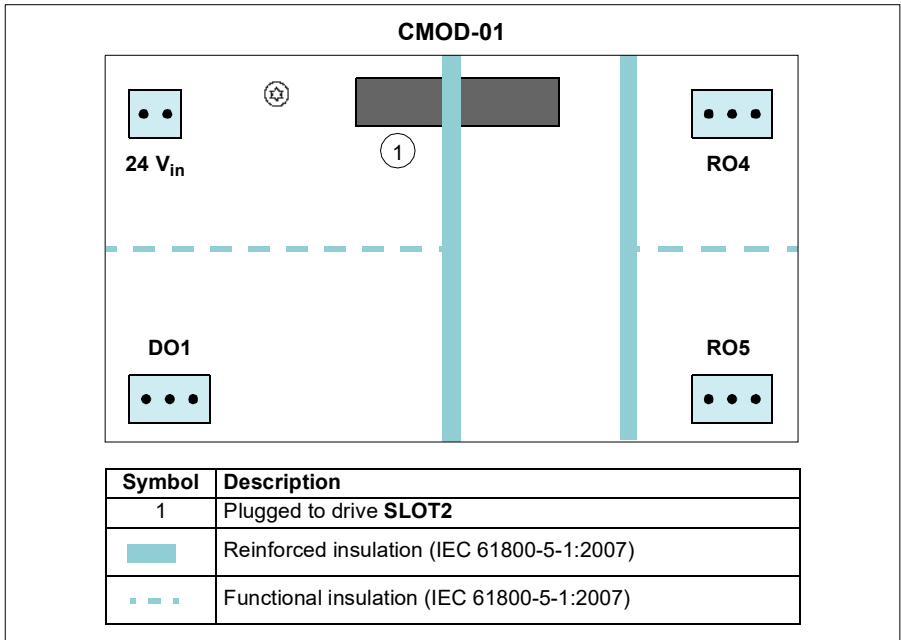 CMOD-01
24 Vin
1
RO4
DO1
RO5
Symbol Description
1 Plugged to drive SLOT2
Reinforced insulation (IEC 61800-5-1:2007)
Functional insulation (IEC 61800-5-1:2007)